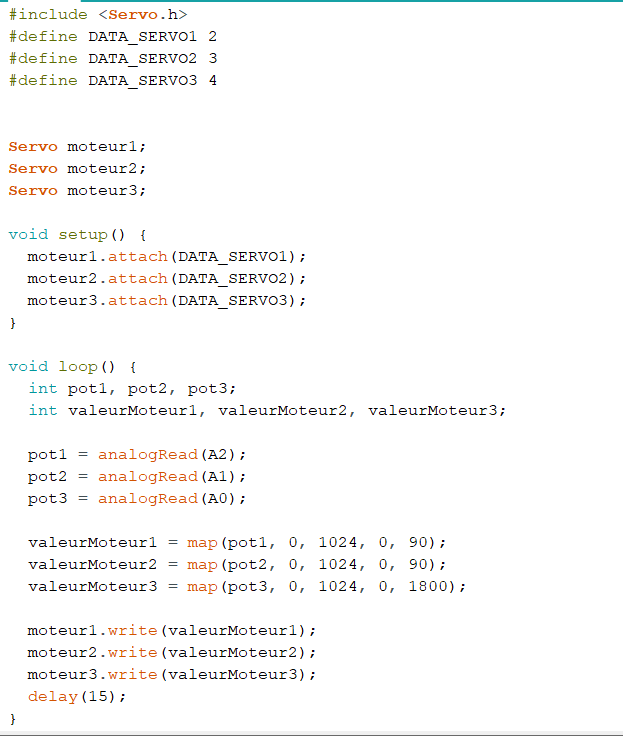 #include <Servo.h>
#define DATA_SERVO1 2
#define DATA_SERVO2 3
#define DATA_SERVO3 4
Servo moteur1;
Servo moteur2;
Servo moteur3;
void setup() {
  moteur1.attach(DATA_SERVO1);
  moteur2.attach(DATA_SERVO2);
  moteur3.attach(DATA_SERVO3);
}
void loop() {
  int pot1, pot2, pot3;
  int valeurMoteur1, valeurMoteur2, valeurMoteur3;
  pot1 = analogRead(A2);
  pot2 = analogRead(A1);
  pot3 = analogRead(A0);
  valeurMoteur1 = map(pot1, 0, 1024, 0, 90);
  valeurMoteur2 = map(pot2, 0, 1024, 0, 90);
  valeurMoteur3 = map(pot3, 0, 1024, 0, 1800);
  moteur1.write(valeurMoteur1);
  moteur2.write(valeurMoteur2);
  moteur3.write(valeurMoteur3);
  delay(15);
}